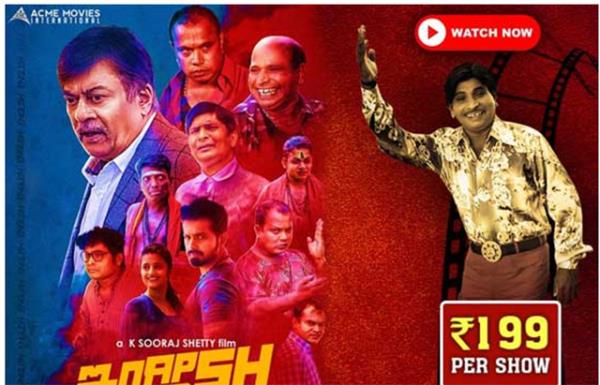 ACME MOVIES
INTERNATIONAL
WATCH NOW
a K SOORAJ SHETTY film
₹199
PER SHOW